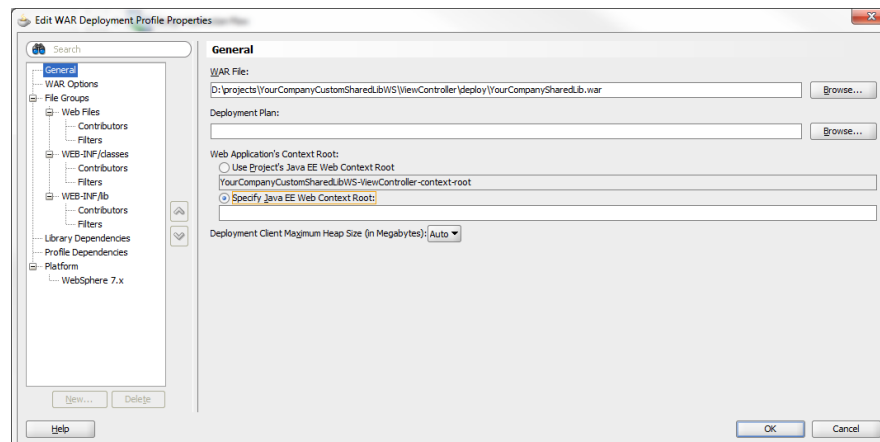 Edit WAR Deployment Profile Properties
Search
General
WAR Options
File Groups
Web Files
Contributors
Filters
WEB-INF/classes
Contributors
Filters
WEB-INF/lib
Contributors
Filters
Library Dependencies
Profile Dependencies
Platform
WebSphere 7.x
New... Delete
General
WAR File:
D:\projects\YourCompanyCustomSharedLibWS\ViewController\deploy\YourCompanySharedLib.war Browse...
Deployment Plan:
Browse...
Web Application's Context Root:
Use Project's Java EE Web Context Root
YourCompanyCustomSharedLibWS-ViewController-context-root
Specify Java EE Web Context Root:
Deployment Client Maximum Heap Size (in Megabytes): Auto
Help OK Cancel